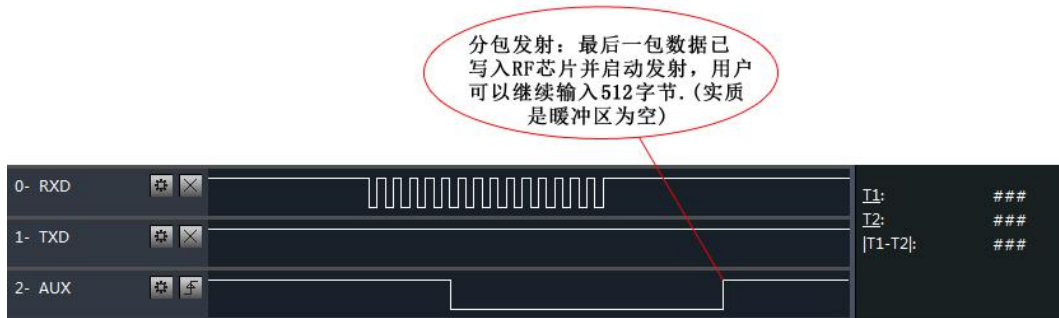 分包发射：最后一包数据已
写入RF芯片并启动发射，用户
可以继续输入512字节.(实质
是暖冲区为空)
0- RXD
1- TXD
2- AUX
T1: ###
T2: ###
|T1-T2|: ###